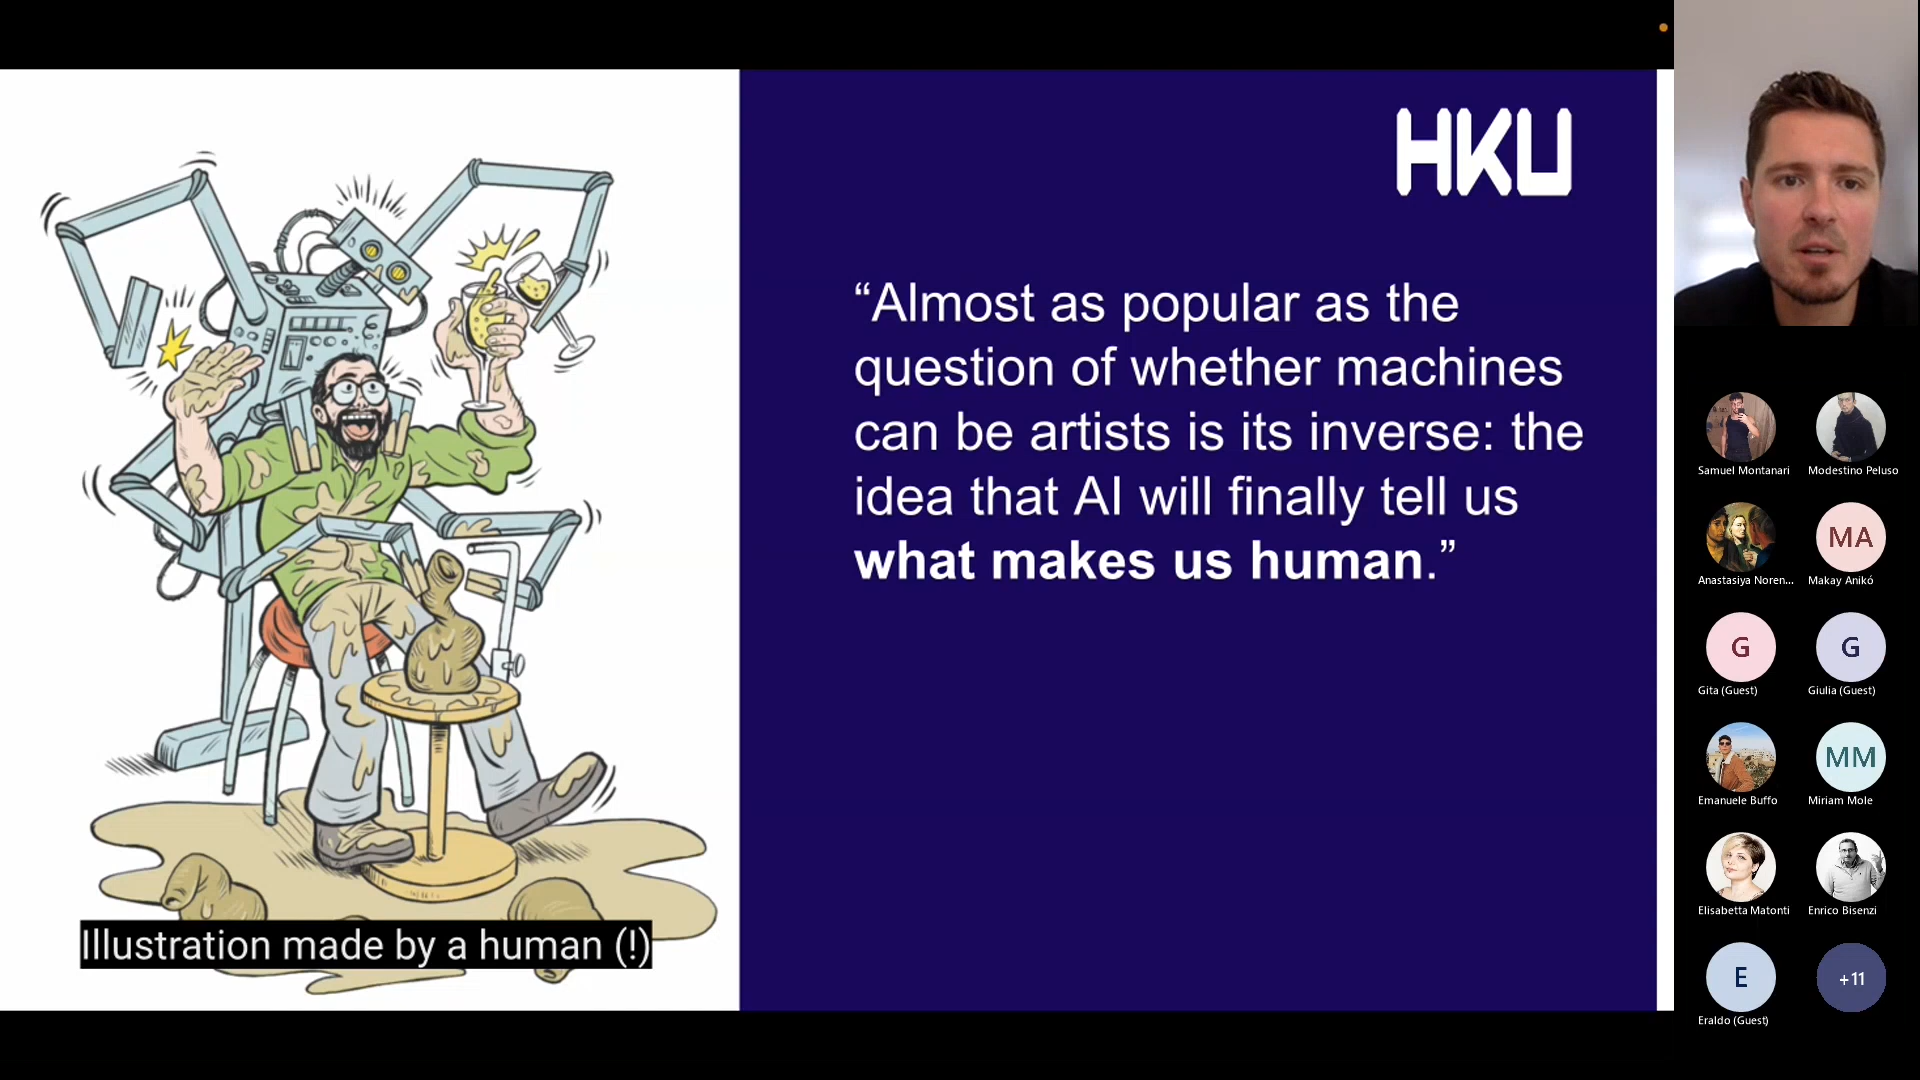 HKU
“Almost as popular as the
question of whether machines
can be artists is its inverse: the
idea that AI will finally tell us
what makes us human.”
Illustration made by a human (!)
Samuel Montanari
Modestino Peluso
Anastasiya Noren...
MA
Makay Anikó
G
Gita (Guest)
G
Giulia (Guest)
Emanuele Buffo
MM
Miriam Mole
Elisabetta Matonti
Enrico Bisenzi
E
Eraldo (Guest)
+11